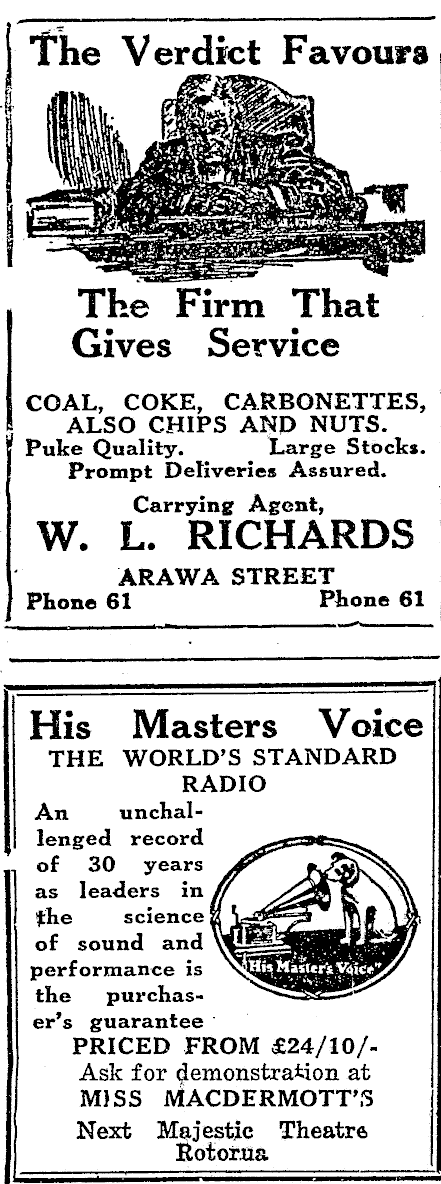 The Verdict Favours
The Firm That
Gives Service
COAL, COKE, CARBONETTES,
ALSO CHIPS AND NUTS.
Puke Quality. Large Stocks.
Prompt Deliveries Assured.
Carrying Agent,
W. L. RICHARDS
ARAWA STREET
Phone 61 Phone 61
His Masters Voice
THE WORLD'S STANDARD
RADIO
An unchal-
lenged record
of 30 years
as leaders in
the science
of sound and
performance is
the purchas-
er's guarantee
"His Master's Voice"
PRICED FROM £24/10/-
Ask for demonstration at
MISS MACDERMOTT'S
Next Majestic Theatre
Rotorua